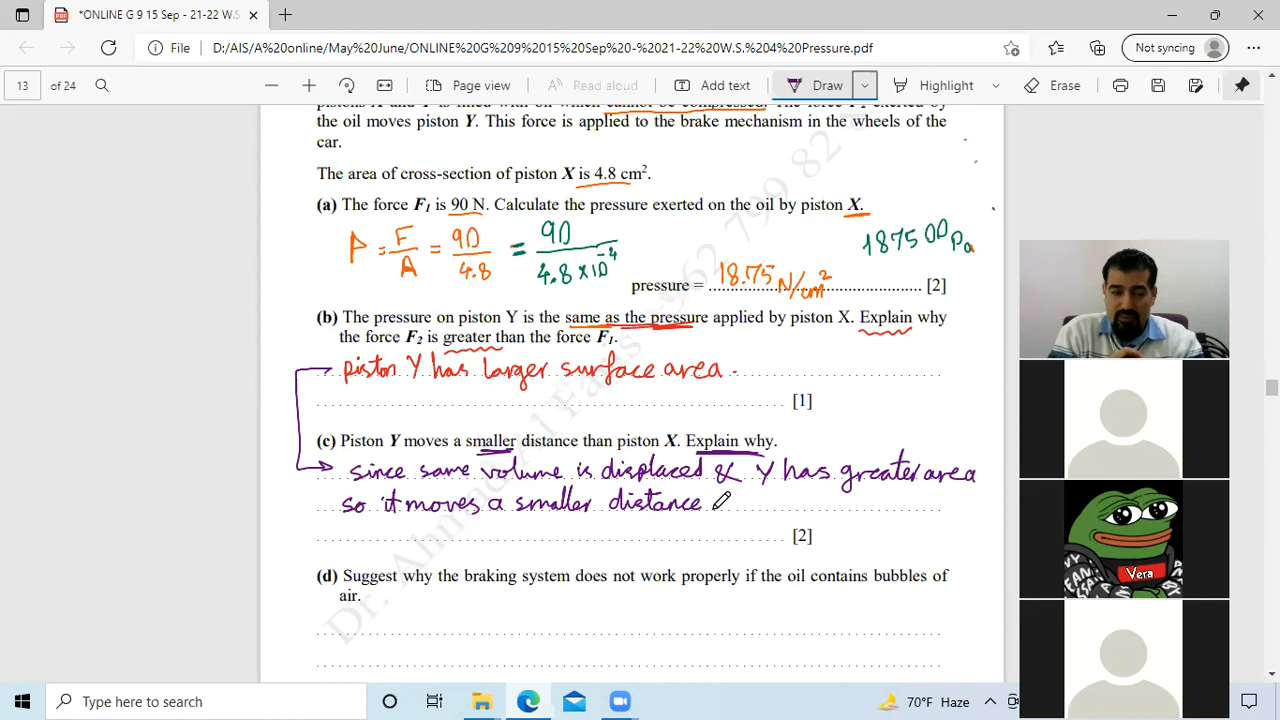 *ONLINE G 9 15 Sep - 21-22 W.S.
File
D:/AIS/A%20online/May%20June/ONLINE%20G%209%2015%20Sep%20-%2021-22%20W.S.%204%20Pressure.pdf
Not syncing
13 of 24
Page view
Read aloud
Add text
Draw
Highlight
Erase
the oil moves piston Y. This force is applied to the brake mechanism in the wheels of the
car.
The area of cross-section of piston X is 4.8 cm².
(a) The force F₁ is 90 N. Calculate the pressure exerted on the oil by piston X.
P = F/A = 90/4.8 = 90/4.8 × 10⁻⁴
187500 Pa
pressure = 18.75 N/cm² [2]
(b) The pressure on piston Y is the same as the pressure applied by piston X. Explain why
the force F₂ is greater than the force F₁.
piston Y has larger surface area.
[1]
(c) Piston Y moves a smaller distance than piston X. Explain why.
since same volume is displaced & Y has greater area
so it moves a smaller distance
[2]
(d) Suggest why the braking system does not work properly if the oil contains bubbles of
air.
Vera
Type here to search
70°F Haze